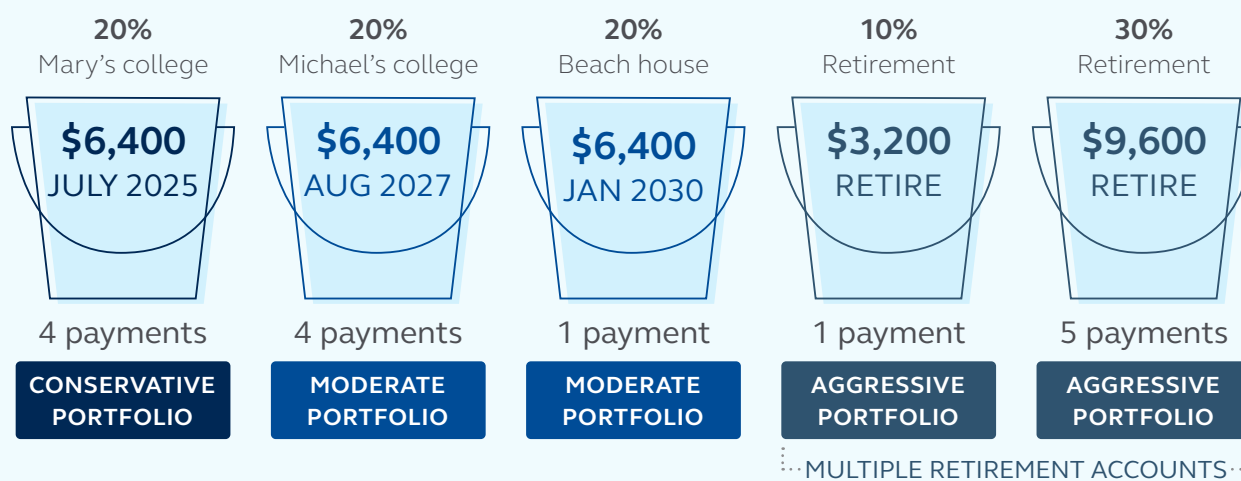 20%
Mary's college
$6,400
JULY 2025
4 payments
CONSERVATIVE
PORTFOLIO
20%
Michael's college
$6,400
AUG 2027
4 payments
MODERATE
PORTFOLIO
20%
Beach house
$6,400
JAN 2030
1 payment
MODERATE
PORTFOLIO
10%
Retirement
$3,200
RETIRE
1 payment
AGGRESSIVE
PORTFOLIO
30%
Retirement
$9,600
RETIRE
5 payments
AGGRESSIVE
PORTFOLIO
MULTIPLE RETIREMENT ACCOUNTS